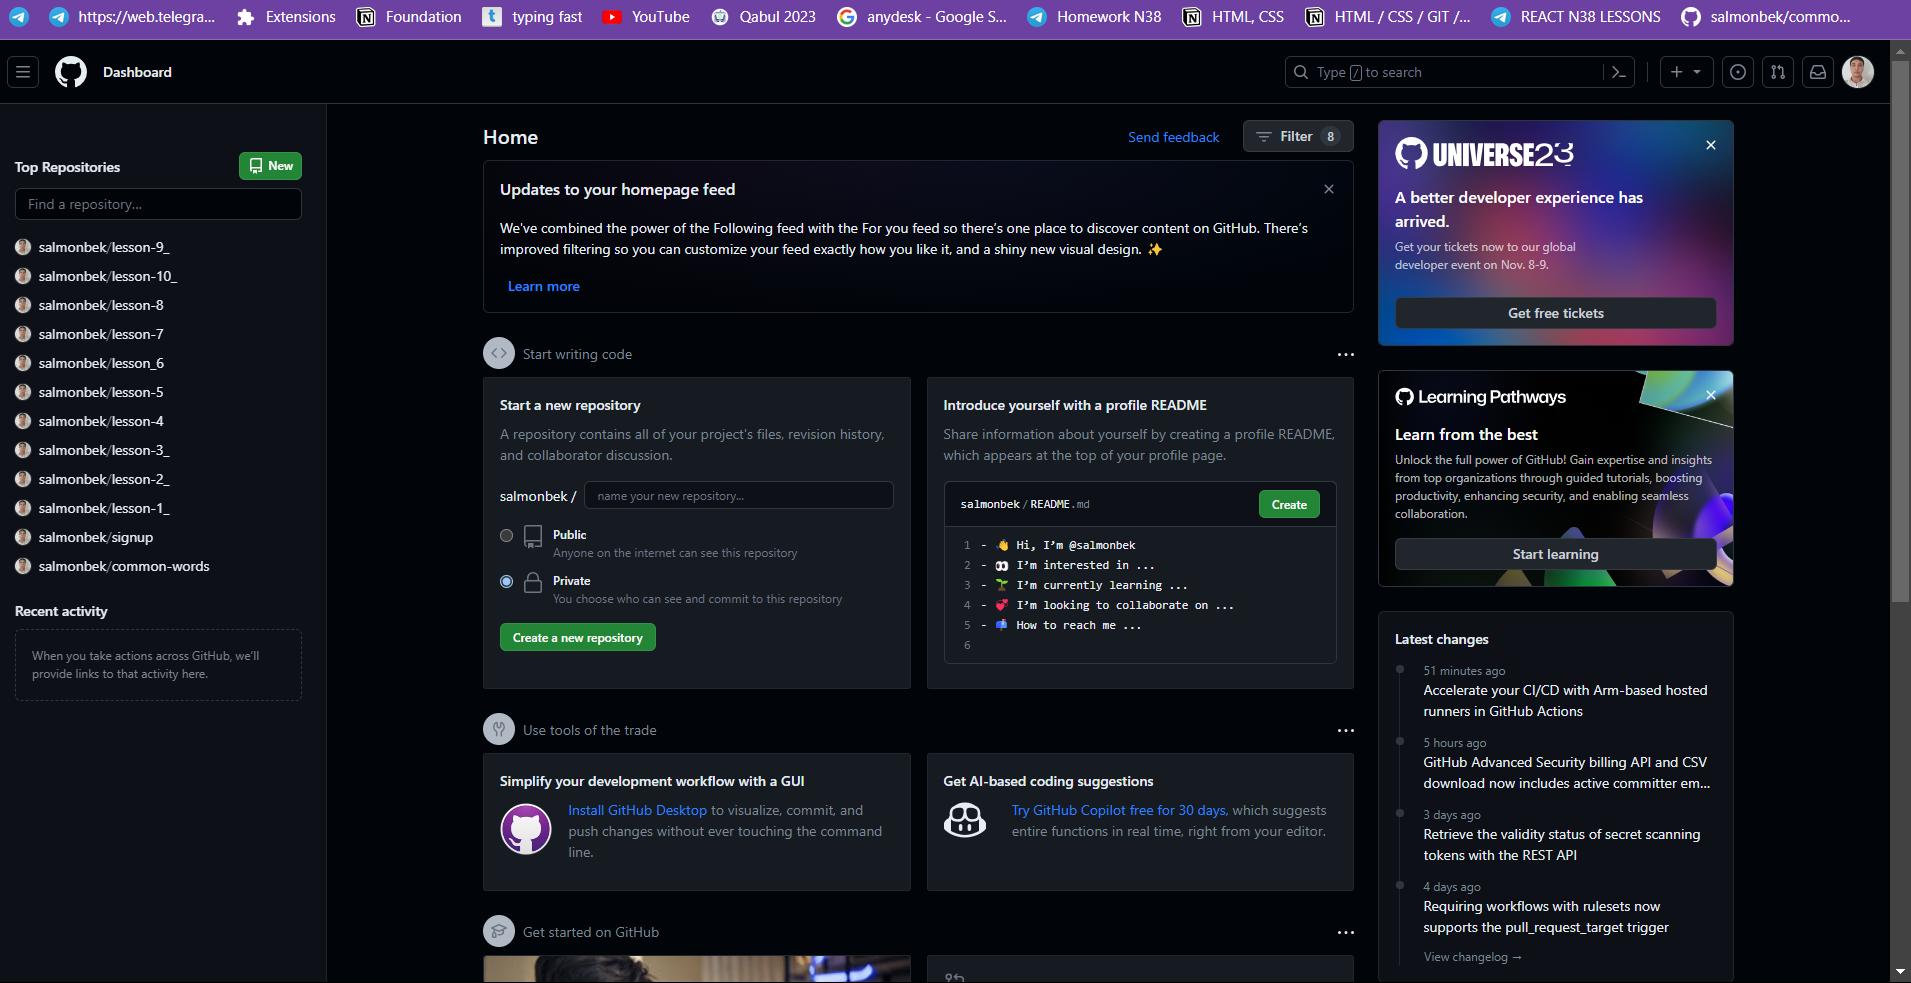 https://web.telegra...
Extensions
Foundation
typing fast
YouTube
Qabul 2023
anydesk - Google S...
Homework N38
HTML, CSS
HTML / CSS / GIT /...
REACT N38 LESSONS
salmonbek/commo...
Dashboard
Type / to search
Top Repositories
New
Find a repository...
salmonbek/lesson-9_
salmonbek/lesson-10_
salmonbek/lesson-8
salmonbek/lesson-7
salmonbek/lesson_6
salmonbek/lesson-5
salmonbek/lesson-4
salmonbek/lesson-3_
salmonbek/lesson-2_
salmonbek/lesson-1_
salmonbek/signup
salmonbek/common-words
Recent activity
When you take actions across GitHub, we'll
provide links to that activity here.
Home
Send feedback
Filter 8
Updates to your homepage feed
We've combined the power of the Following feed with the For you feed so there's one place to discover content on GitHub. There's
improved filtering so you can customize your feed exactly how you like it, and a shiny new visual design. ✨
Learn more
Start writing code
Start a new repository
A repository contains all of your project's files, revision history,
and collaborator discussion.
salmonbek / name your new repository...
Public
Anyone on the internet can see this repository
Private
You choose who can see and commit to this repository
Create a new repository
Introduce yourself with a profile README
Share information about yourself by creating a profile README,
which appears at the top of your profile page.
salmonbek / README.md
Create
1 - 👋 Hi, I’m @salmonbek
2 - 👀 I’m interested in ...
3 - 🌱 I’m currently learning ...
4 - 💞️ I’m looking to collaborate on ...
5 - 📫 How to reach me ...
6
Use tools of the trade
Simplify your development workflow with a GUI
Install GitHub Desktop to visualize, commit, and
push changes without ever touching the command
line.
Get AI-based coding suggestions
Try GitHub Copilot free for 30 days, which suggests
entire functions in real time, right from your editor.
Get started on GitHub
UNIVERSE23
A better developer experience has
arrived.
Get your tickets now to our global
developer event on Nov. 8-9.
Get free tickets
Learning Pathways
Learn from the best
Unlock the full power of GitHub! Gain expertise and insights
from top organizations through guided tutorials, boosting
productivity, enhancing security, and enabling seamless
collaboration.
Start learning
Latest changes
51 minutes ago
Accelerate your CI/CD with Arm-based hosted
runners in GitHub Actions
5 hours ago
GitHub Advanced Security billing API and CSV
download now includes active committer em...
3 days ago
Retrieve the validity status of secret scanning
tokens with the REST API
4 days ago
Requiring workflows with rulesets now
supports the pull_request_target trigger
View changelog →